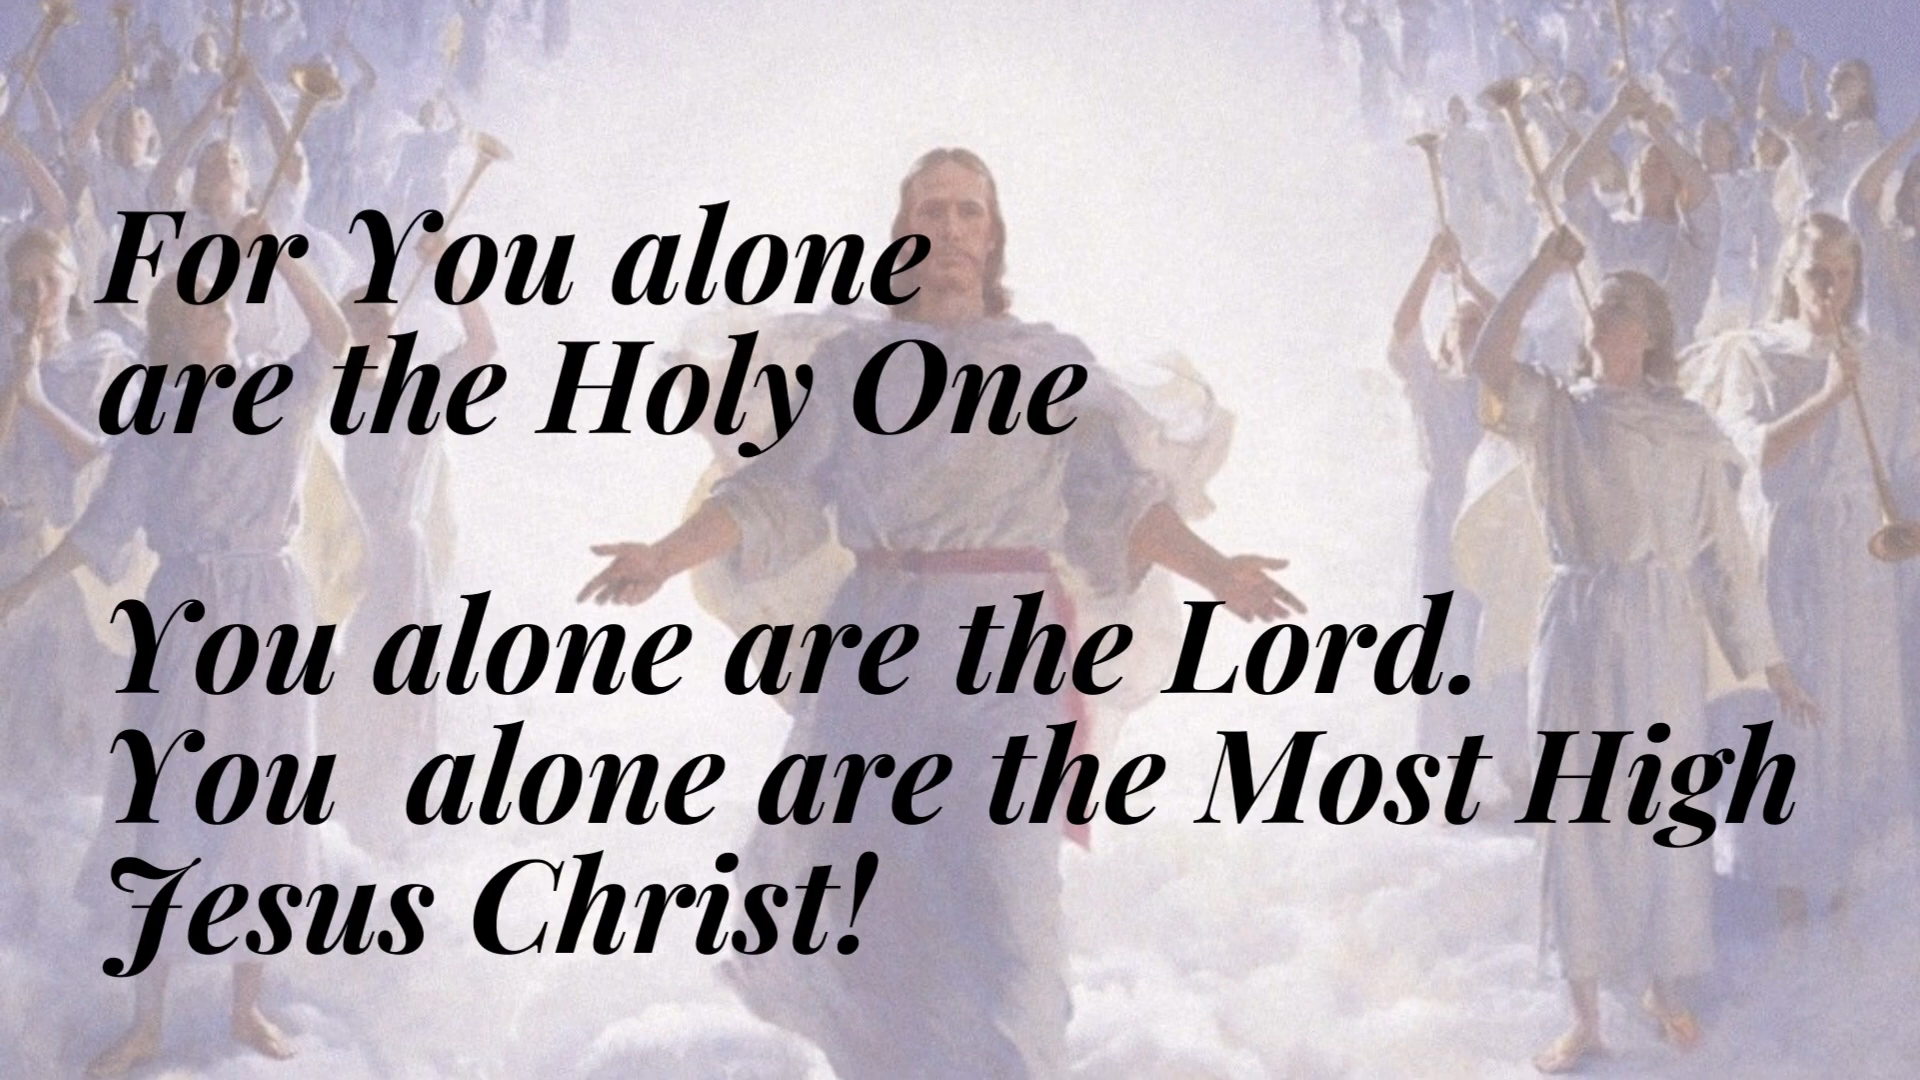 For You alone
are the Holy One
You alone are the Lord.
You  alone are the Most High
Jesus Christ!